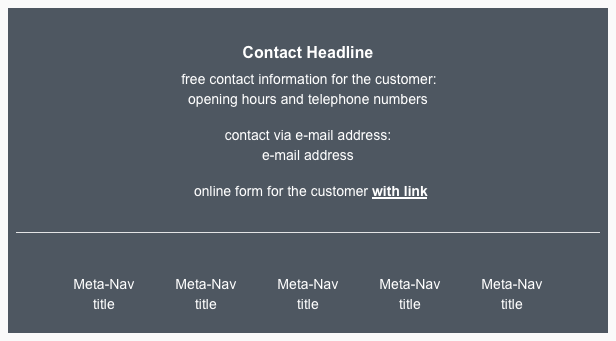 Contact Headline
free contact information for the customer:
opening hours and telephone numbers
contact via e-mail address:
e-mail address
online form for the customer with link
Meta-Nav title
Meta-Nav title
Meta-Nav title
Meta-Nav title
Meta-Nav title